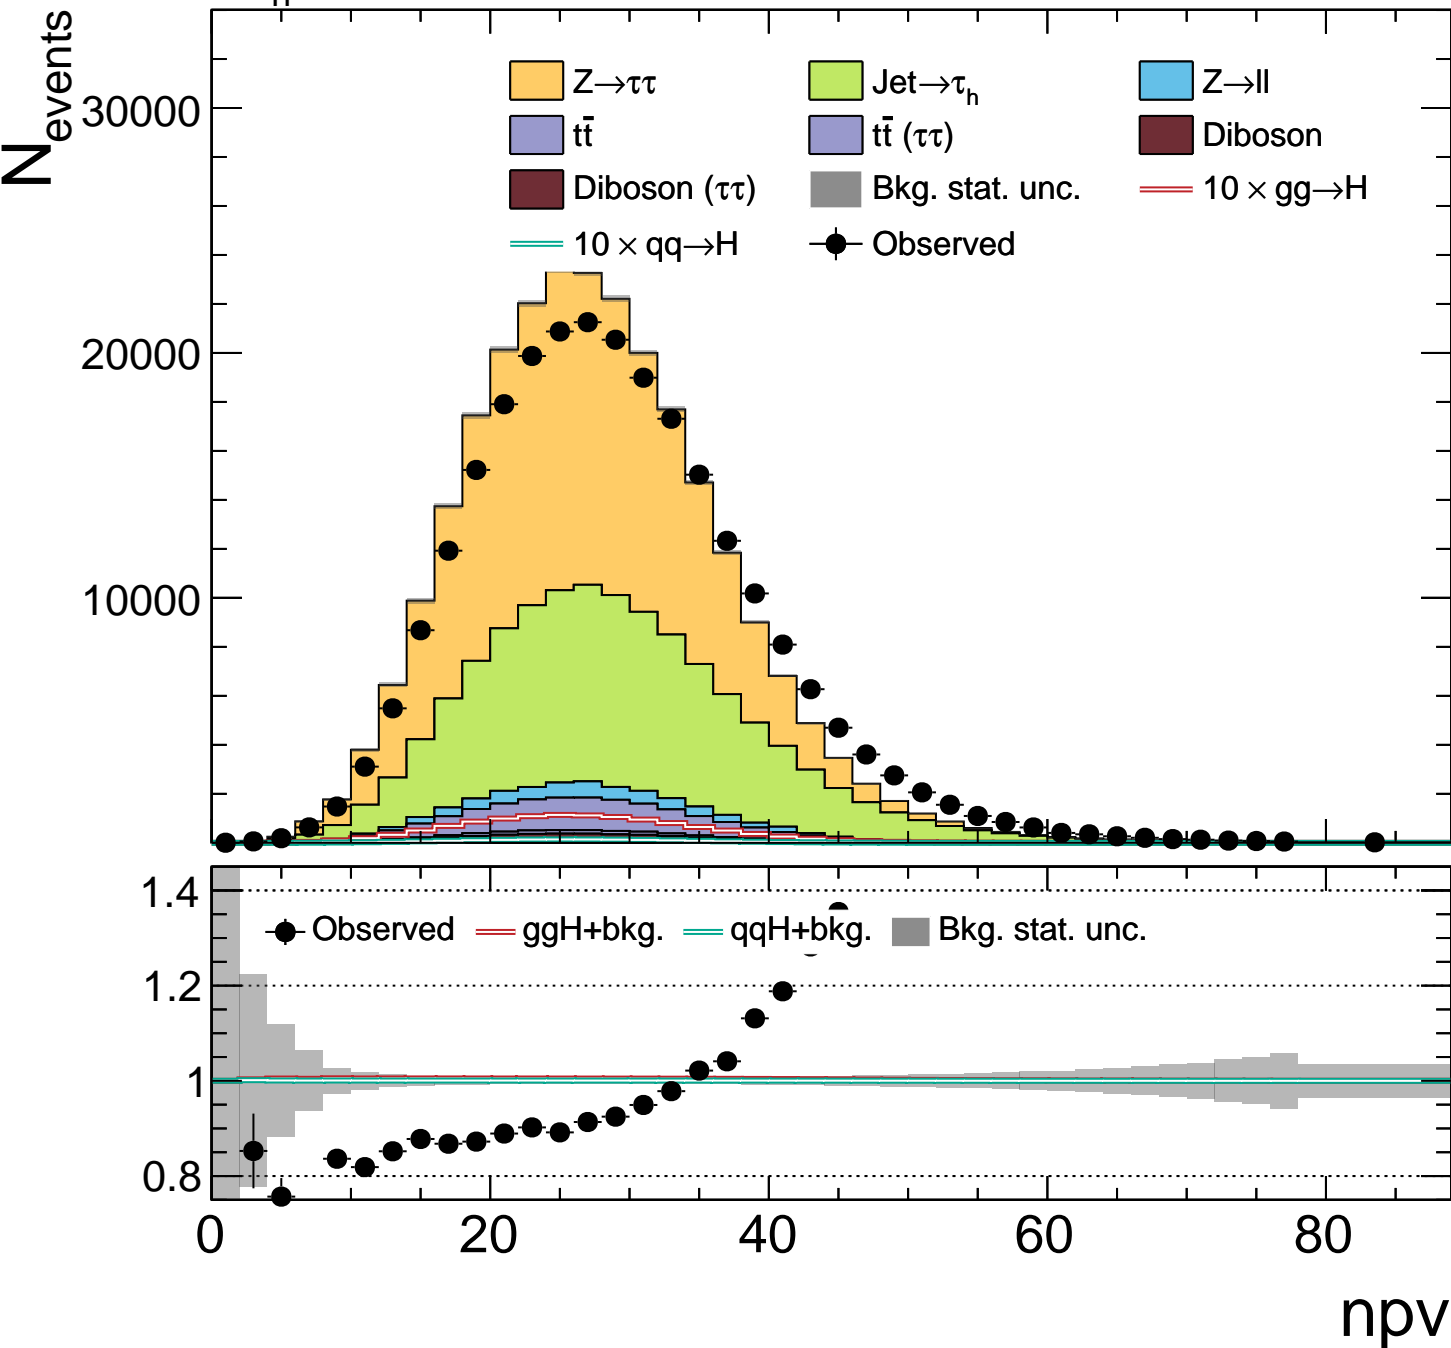 N_events
30000
20000
10000
Z→ττ Jet→τ_h Z→ll
tt̄ tt̄ (ττ) Diboson
Diboson (ττ) Bkg. stat. unc. 10 × gg→H
10 × qq→H Observed
1.4
1.2
1
0.8
Observed ggH+bkg. qqH+bkg. Bkg. stat. unc.
0 20 40 60 80
npv